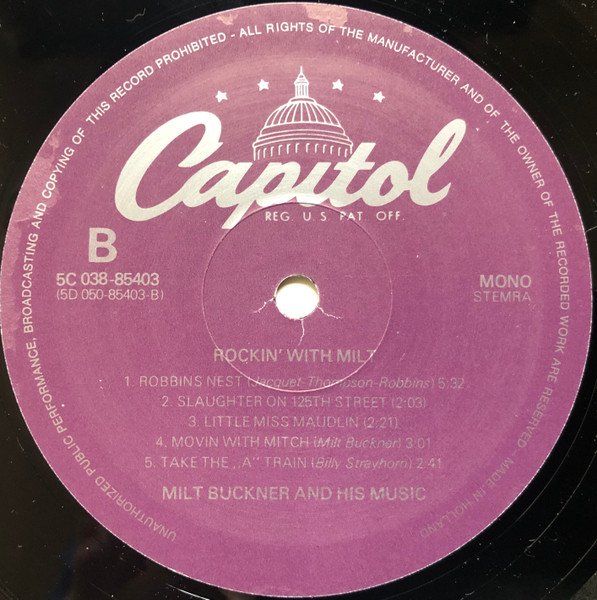 UNAUTHORIZED PUBLIC PERFORMANCE, BROADCASTING AND COPYING OF THIS RECORD PROHIBITED - ALL RIGHTS OF THE MANUFACTURER AND OF THE OWNER OF THE RECORDED WORK ARE RESERVED MADE IN HOLLAND
Capitol
REG. U.S. PAT. OFF.
B
5C 038-85403
(5D 050-85403-B)
MONO
STEMRA
ROCKIN' WITH MILT
1. ROBBINS NEST (Jacquet-Thompson-Robbins) 5:32
2. SLAUGHTER ON 125TH STREET (2:03)
3. LITTLE MISS MAUDLIN (2:21)
4. MOVIN WITH MITCH (Milt Buckner) 3:01
5. TAKE THE „A" TRAIN (Billy Strayhorn) 2:41
MILT BUCKNER AND HIS MUSIC